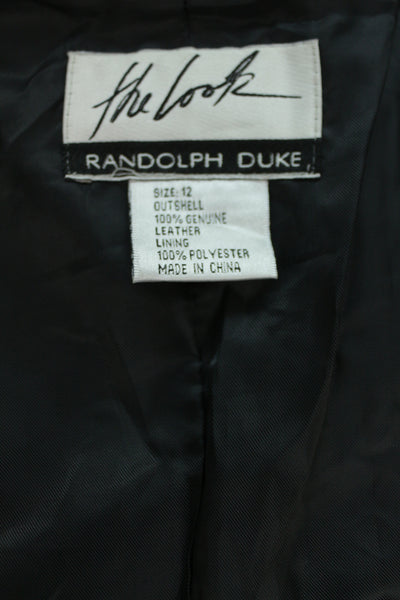 the look
RANDOLPH DUKE
SIZE: 12
OUTSHELL
100% GENUINE
LEATHER
LINING
100% POLYESTER
MADE IN CHINA